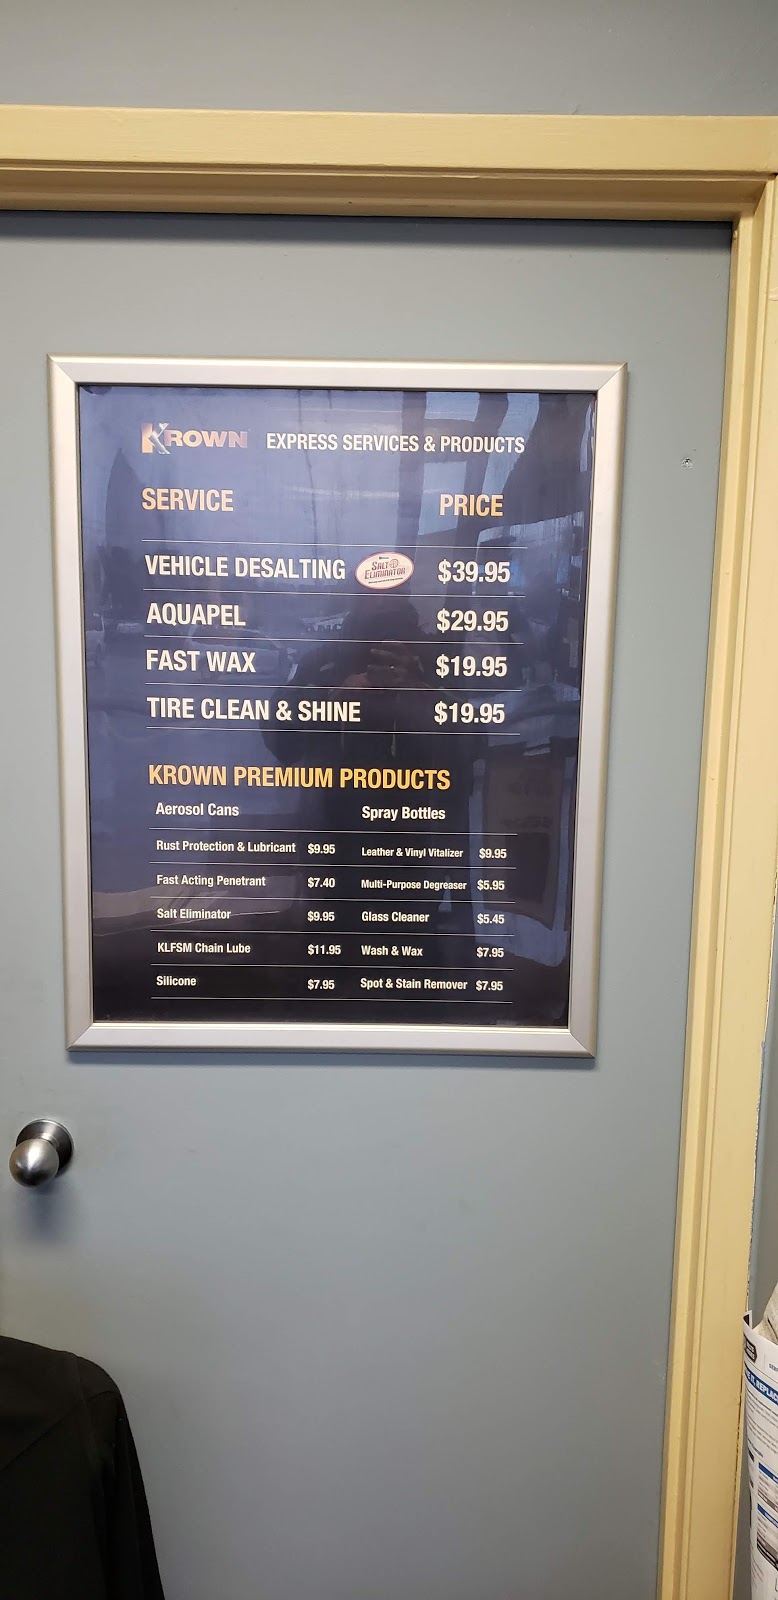 KROWN EXPRESS SERVICES & PRODUCTS
SERVICE PRICE
VEHICLE DESALTING SALT ELIMINATOR $39.95
AQUAPEL $29.95
FAST WAX $19.95
TIRE CLEAN & SHINE $19.95
KROWN PREMIUM PRODUCTS
Aerosol Cans Spray Bottles
Rust Protection & Lubricant $9.95 Leather & Vinyl Vitalizer $9.95
Fast Acting Penetrant $7.40 Multi-Purpose Degreaser $5.95
Salt Eliminator $9.95 Glass Cleaner $5.45
KLFSM Chain Lube $11.95 Wash & Wax $7.95
Silicone $7.95 Spot & Stain Remover $7.95